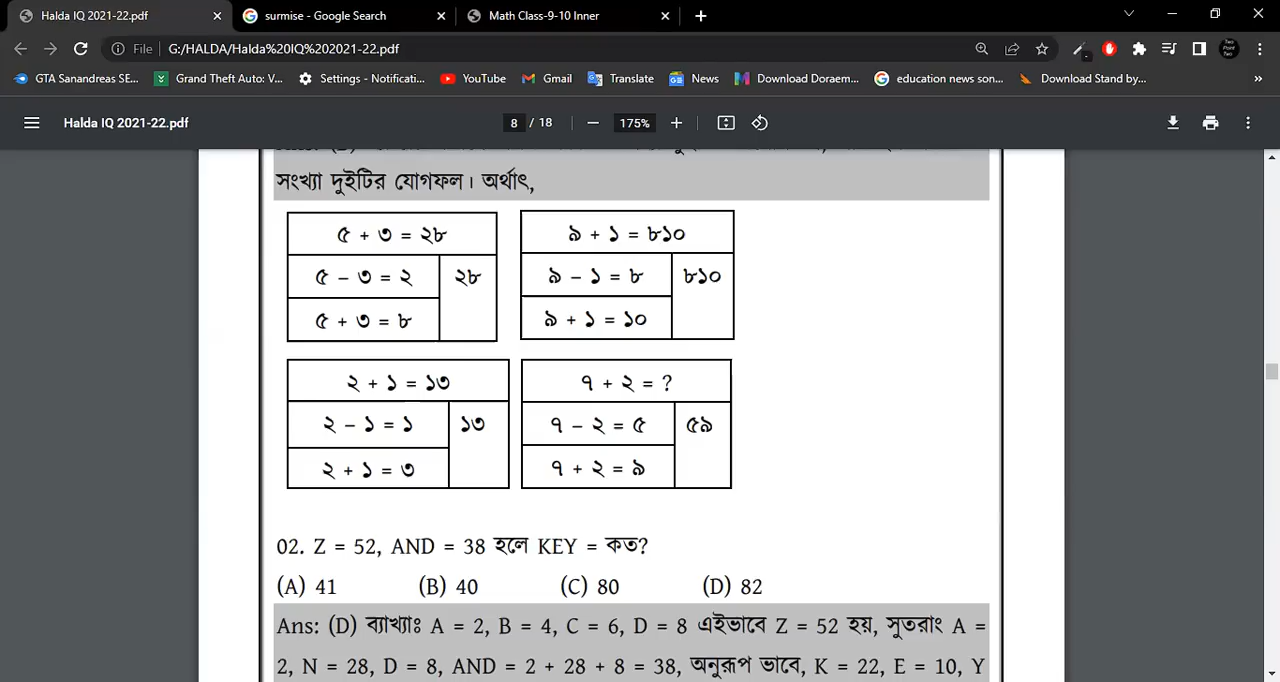 Halda IQ 2021-22.pdf
surmise - Google Search
Math Class-9-10 Inner
File
G:/HALDA/Halda%20IQ%202021-22.pdf
GTA Sanandreas SE...
Grand Theft Auto: V...
Settings - Notificati...
YouTube
Gmail
Translate
News
Download Doraem...
education news son...
Download Stand by...
»
Halda IQ 2021-22.pdf
8 / 18
175%
সংখ্যা দুইটির যোগফল। অর্থাৎ,
৫ + ৩ = ২৮
৫ – ৩ = ২
২৮
৫ + ৩ = ৮
৯ + ১ = ৮১০
৯ – ১ = ৮
৮১০
৯ + ১ = ১০
২ + ১ = ১৩
২ – ১ = ১
১৩
২ + ১ = ৩
৭ + ২ = ?
৭ – ২ = ৫
৫৯
৭ + ২ = ৯
02. Z = 52, AND = 38 হলে KEY = কত?
(A) 41 (B) 40 (C) 80 (D) 82
Ans: (D) ব্যাখ্যাঃ A = 2, B = 4, C = 6, D = 8 এইভাবে Z = 52 হয়, সুতরাং A =
2, N = 28, D = 8, AND = 2 + 28 + 8 = 38, অনুরূপ ভাবে, K = 22, E = 10, Y